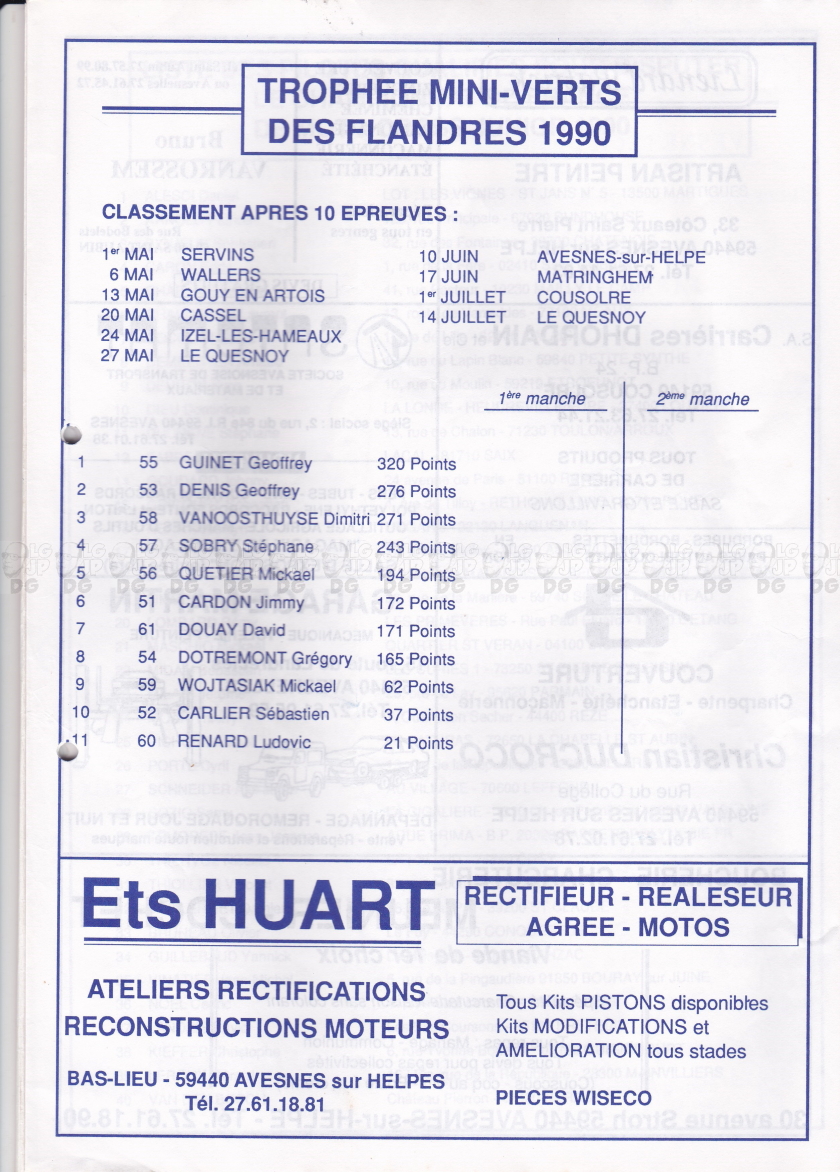 TROPHEE MINI-VERTS
DES FLANDRES 1990
CLASSEMENT APRES 10 EPREUVES :
1er MAI SERVINS
6 MAI WALLERS
13 MAI GOUY EN ARTOIS
20 MAI CASSEL
24 MAI IZEL-LES-HAMEAUX
27 MAI LE QUESNOY
10 JUIN AVESNES-sur-HELPE
17 JUIN MATRINGHEM
1er JUILLET COUSOLRE
14 JUILLET LE QUESNOY
1ère manche 2ème manche
1 55 GUINET Geoffrey 320 Points
2 53 DENIS Geoffrey 276 Points
3 58 VANOOSTHUYSE Dimitri 271 Points
4 57 SOBRY Stéphane 243 Points
5 56 QUETIER Mickael 194 Points
6 51 CARDON Jimmy 172 Points
7 61 DOUAY David 171 Points
8 54 DOTREMONT Grégory 165 Points
9 59 WOJTASIAK Mickael 62 Points
10 52 CARLIER Sébastien 37 Points
11 60 RENARD Ludovic 21 Points
Ets HUART
RECTIFIEUR - REALESEUR
AGREE - MOTOS
ATELIERS RECTIFICATIONS
RECONSTRUCTIONS MOTEURS
BAS-LIEU - 59440 AVESNES sur HELPES
Tél. 27.61.18.81
Tous Kits PISTONS disponibles
Kits MODIFICATIONS et
AMELIORATION tous stades
PIECES WISECO